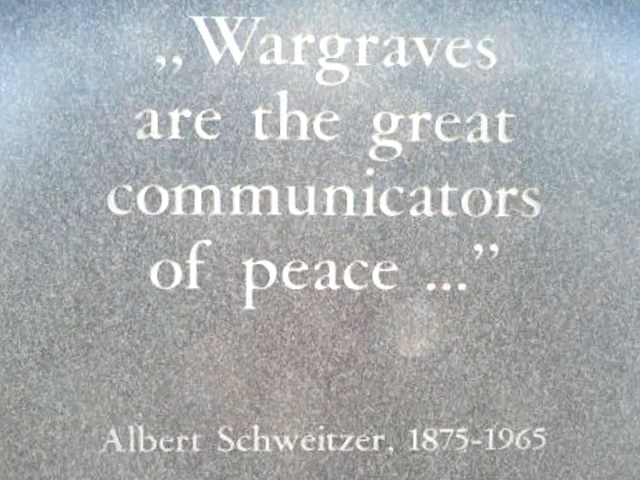 „Wargraves
are the great
communicators
of peace ...”
Albert Schweitzer, 1875-1965